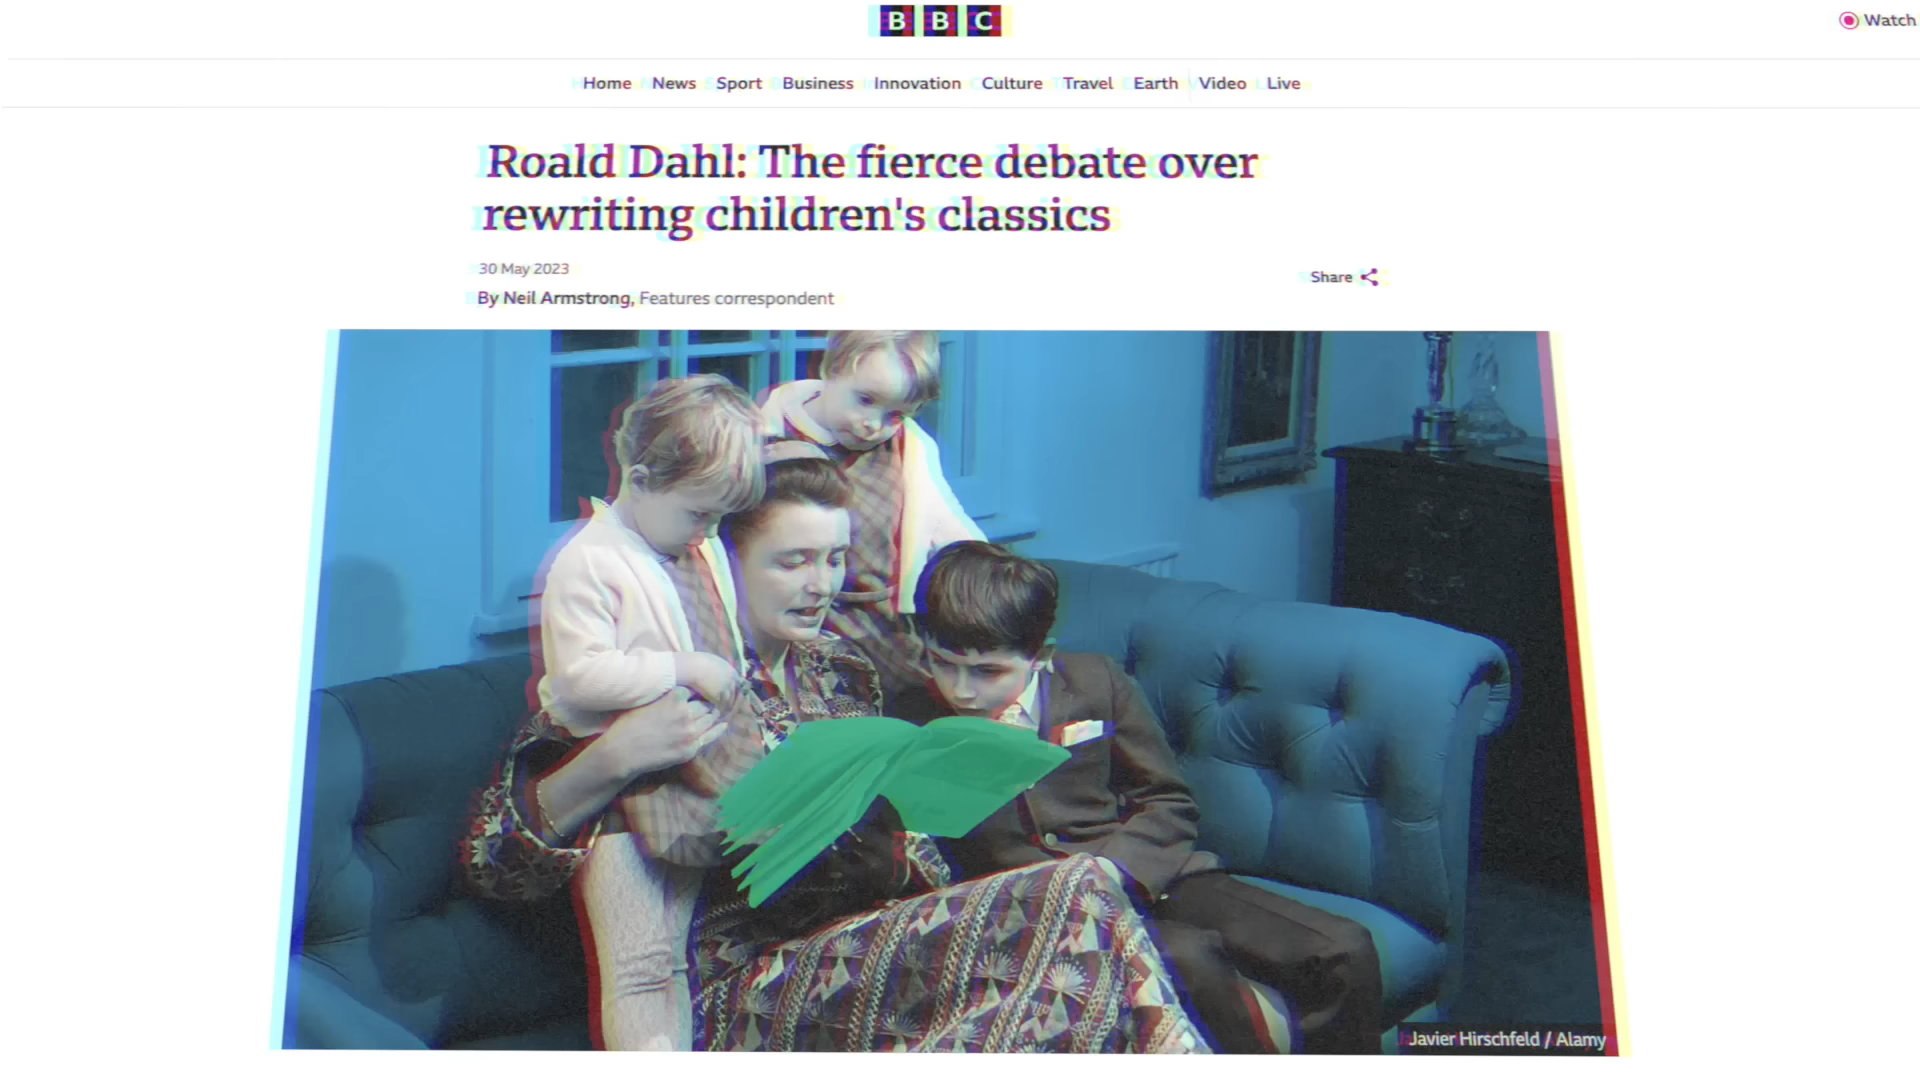 BBC
Watch
Home News Sport Business Innovation Culture Travel Earth Video Live
Roald Dahl: The fierce debate over
rewriting children's classics
30 May 2023
Share
By Neil Armstrong, Features correspondent
Javier Hirschfeld / Alamy